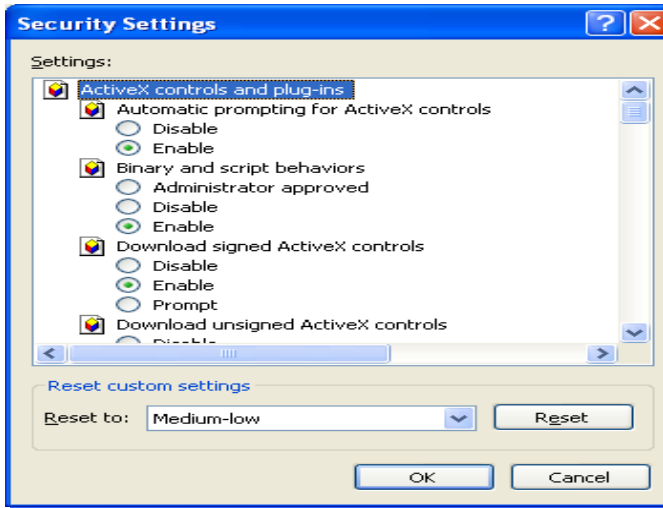 Security Settings
Settings:
ActiveX controls and plug-ins
Automatic prompting for ActiveX controls
Disable
Enable
Binary and script behaviors
Administrator approved
Disable
Enable
Download signed ActiveX controls
Disable
Enable
Prompt
Download unsigned ActiveX controls
Reset custom settings
Reset to: Medium-low Reset
OK Cancel